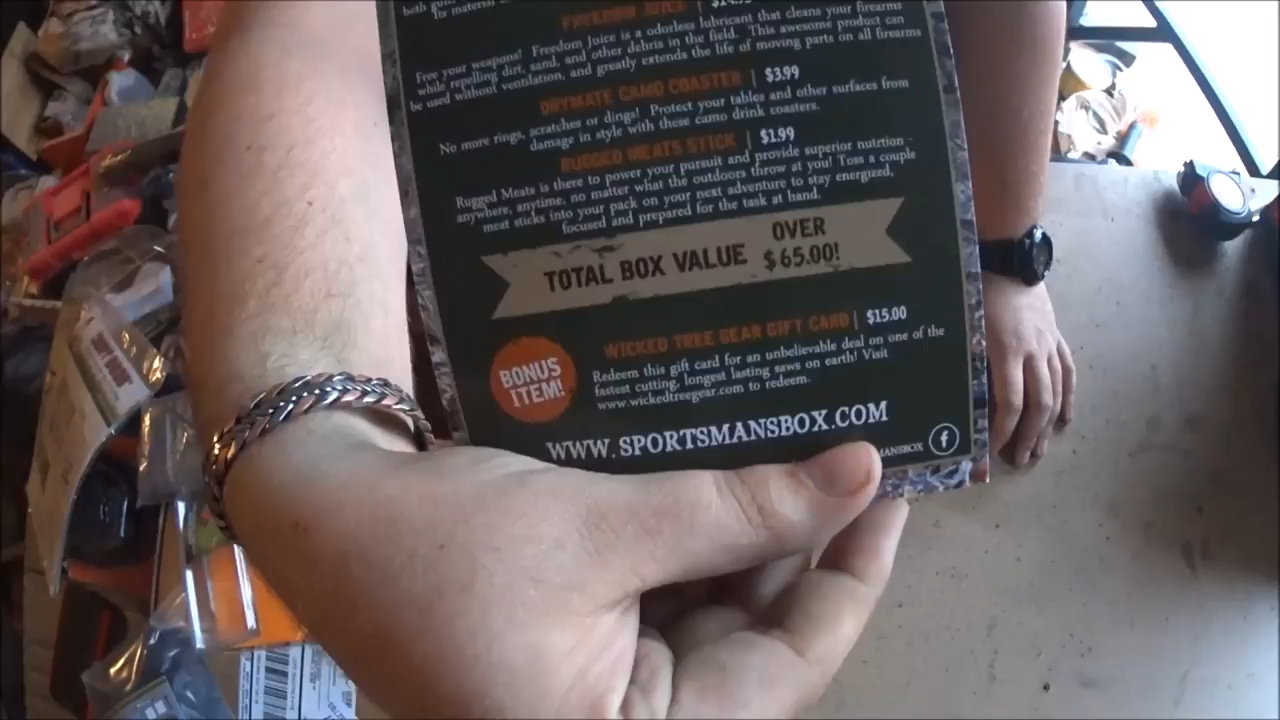 both
Its material
FREEDOM JUICE |
Free your weapons! Freedom Juice is a odorless lubricant that cleans your firearms
while repelling dirt, sand, and other debris in the field. This awesome product can
be used without ventilation, and greatly extends the life of moving parts on all firearms
DRYMATE CAMO COASTER | $3.99
No more rings, scratches or dings! Protect your tables and other surfaces from
damage in style with these camo drink coasters.
RUGGED MEATS STICK | $1.99
Rugged Meats is there to power your pursuit and provide superior nutrition -
anywhere, anytime, no matter what the outdoors throw at you! Toss a couple
meat sticks into your pack on your next adventure to stay energized,
focused and prepared for the task at hand.
TOTAL BOX VALUE OVER $65.00!
BONUS ITEM!
WICKED TREE GEAR GIFT CARD | $15.00
Redeem this gift card for an unbelievable deal on one of the
fastest cutting, longest lasting saws on earth! Visit
www.wickedtreegear.com to redeem.
WWW.SPORTSMANSBOX.COM
MANSBOX f